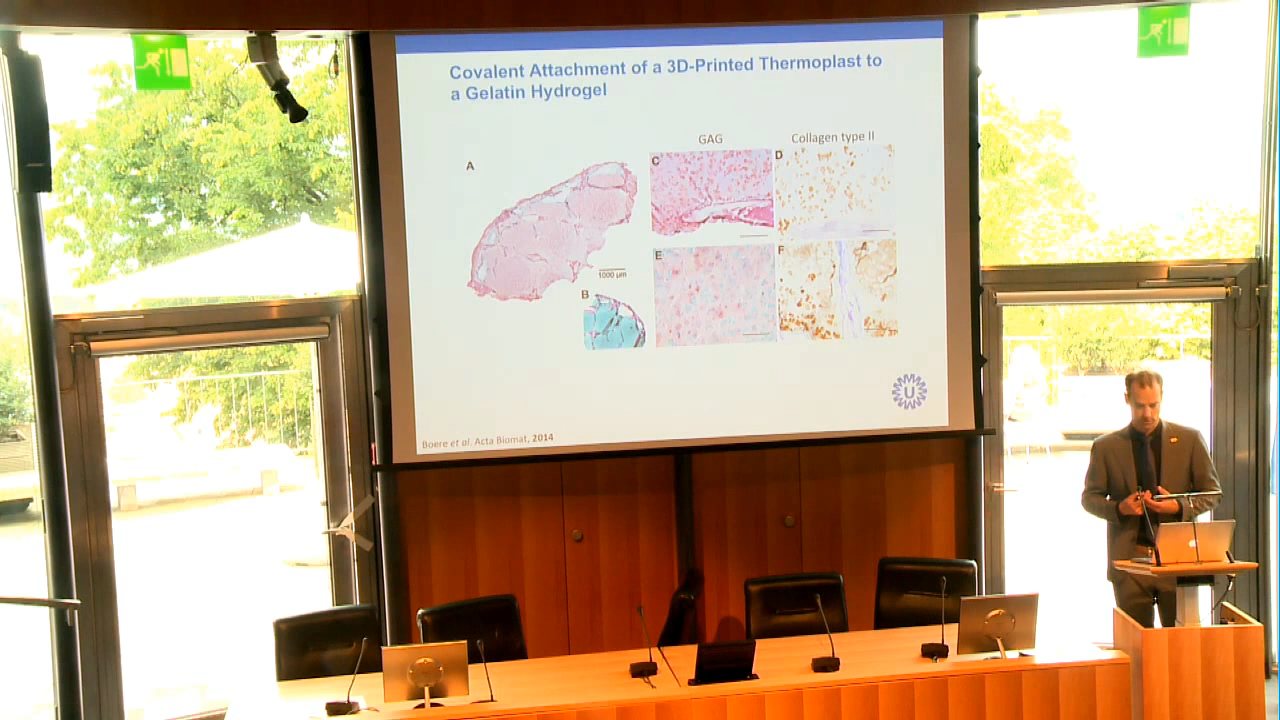 Covalent Attachment of a 3D-Printed Thermoplast to
a Gelatin Hydrogel
GAG
Collagen type II
A
C
D
1000 µm
B
E
F
U
Boere et al. Acta Biomat, 2014